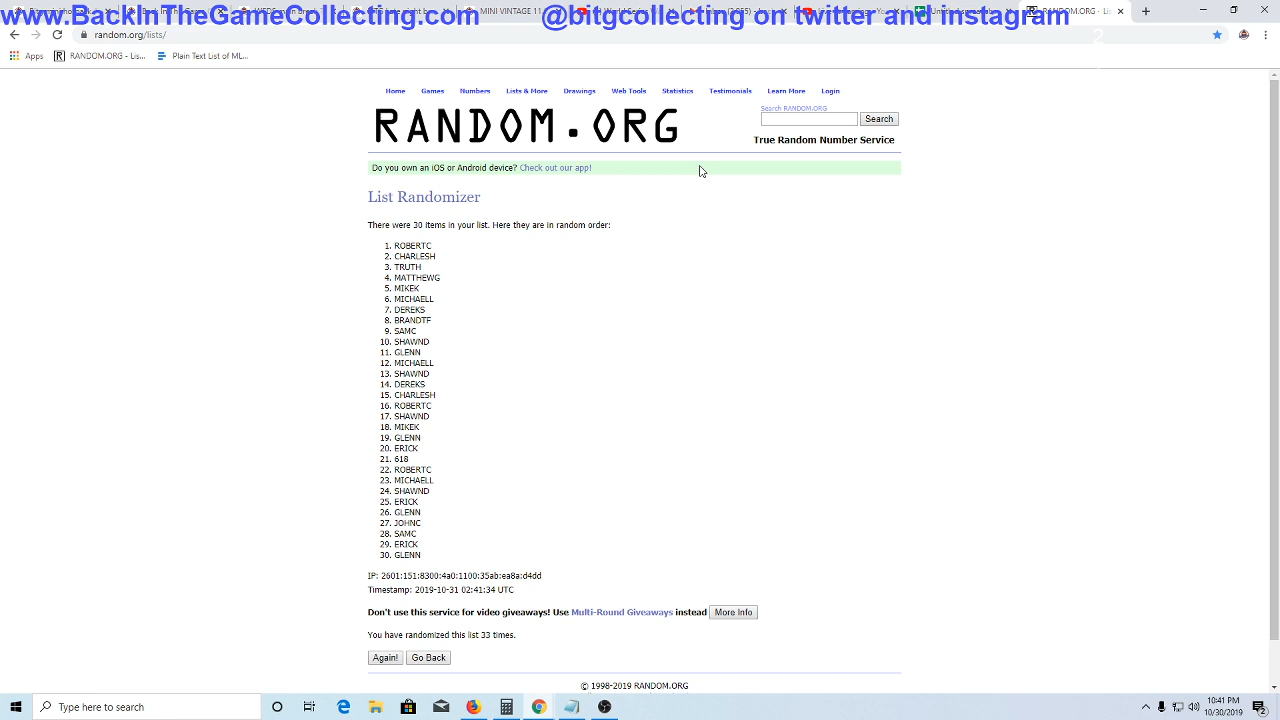 www.BackInTheGameCollecting.com @bitgcollecting on twitter and instagram
random.org/lists/
2
Apps RANDOM.ORG - Lis... Plain Text List of ML...
Home Games Numbers Lists & More Drawings Web Tools Statistics Testimonials Learn More Login
RANDOM.ORG
Search RANDOM.ORG
Search
True Random Number Service
Do you own an iOS or Android device? Check out our app!
List Randomizer
There were 30 items in your list. Here they are in random order:
1. ROBERTC
2. CHARLESH
3. TRUTH
4. MATTHEWG
5. MIKEK
6. MICHAELL
7. DEREKS
8. BRANDTF
9. SAMC
10. SHAWND
11. GLENN
12. MICHAELL
13. SHAWND
14. DEREKS
15. CHARLESH
16. ROBERTC
17. SHAWND
18. MIKEK
19. GLENN
20. ERICK
21. 618
22. ROBERTC
23. MICHAELL
24. SHAWND
25. ERICK
26. GLENN
27. JOHNC
28. SAMC
29. ERICK
30. GLENN
IP: 2601:151:8300:4a0:1100:35ab:ea8a:d4dd
Timestamp: 2019-10-31 02:41:34 UTC
Don't use this service for video giveaways! Use Multi-Round Giveaways instead More Info
You have randomized this list 33 times.
Again! Go Back
© 1998-2019 RANDOM.ORG
Type here to search
10:41 PM
10/30/2019